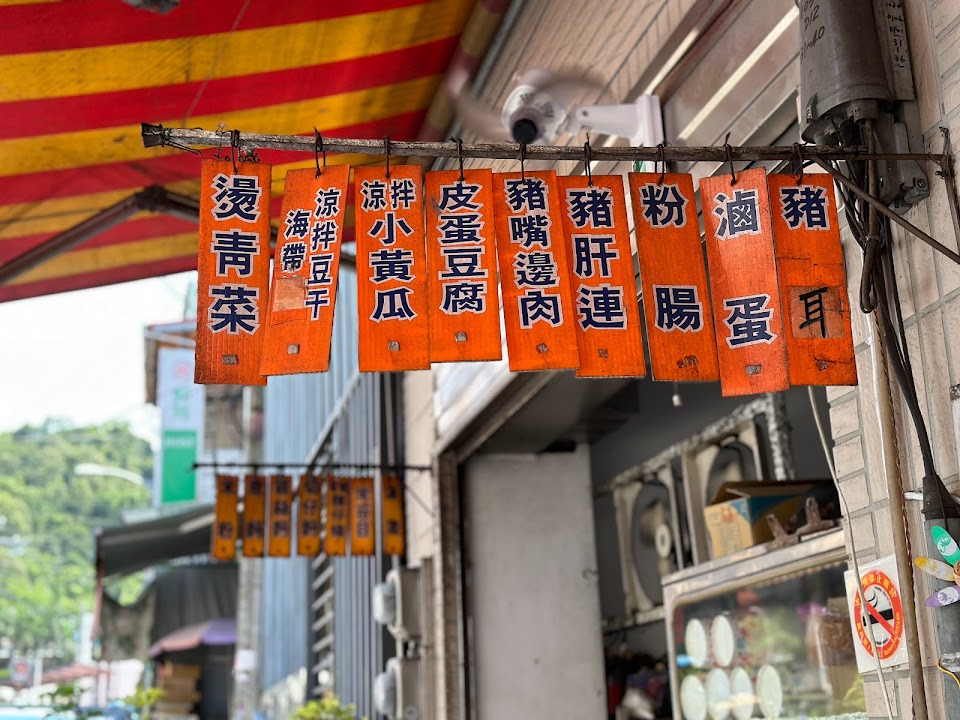 燙青菜
涼拌豆干
海帶
涼拌小黃瓜
皮蛋豆腐
豬嘴邊肉
豬肝連
粉腸
滷蛋
豬耳